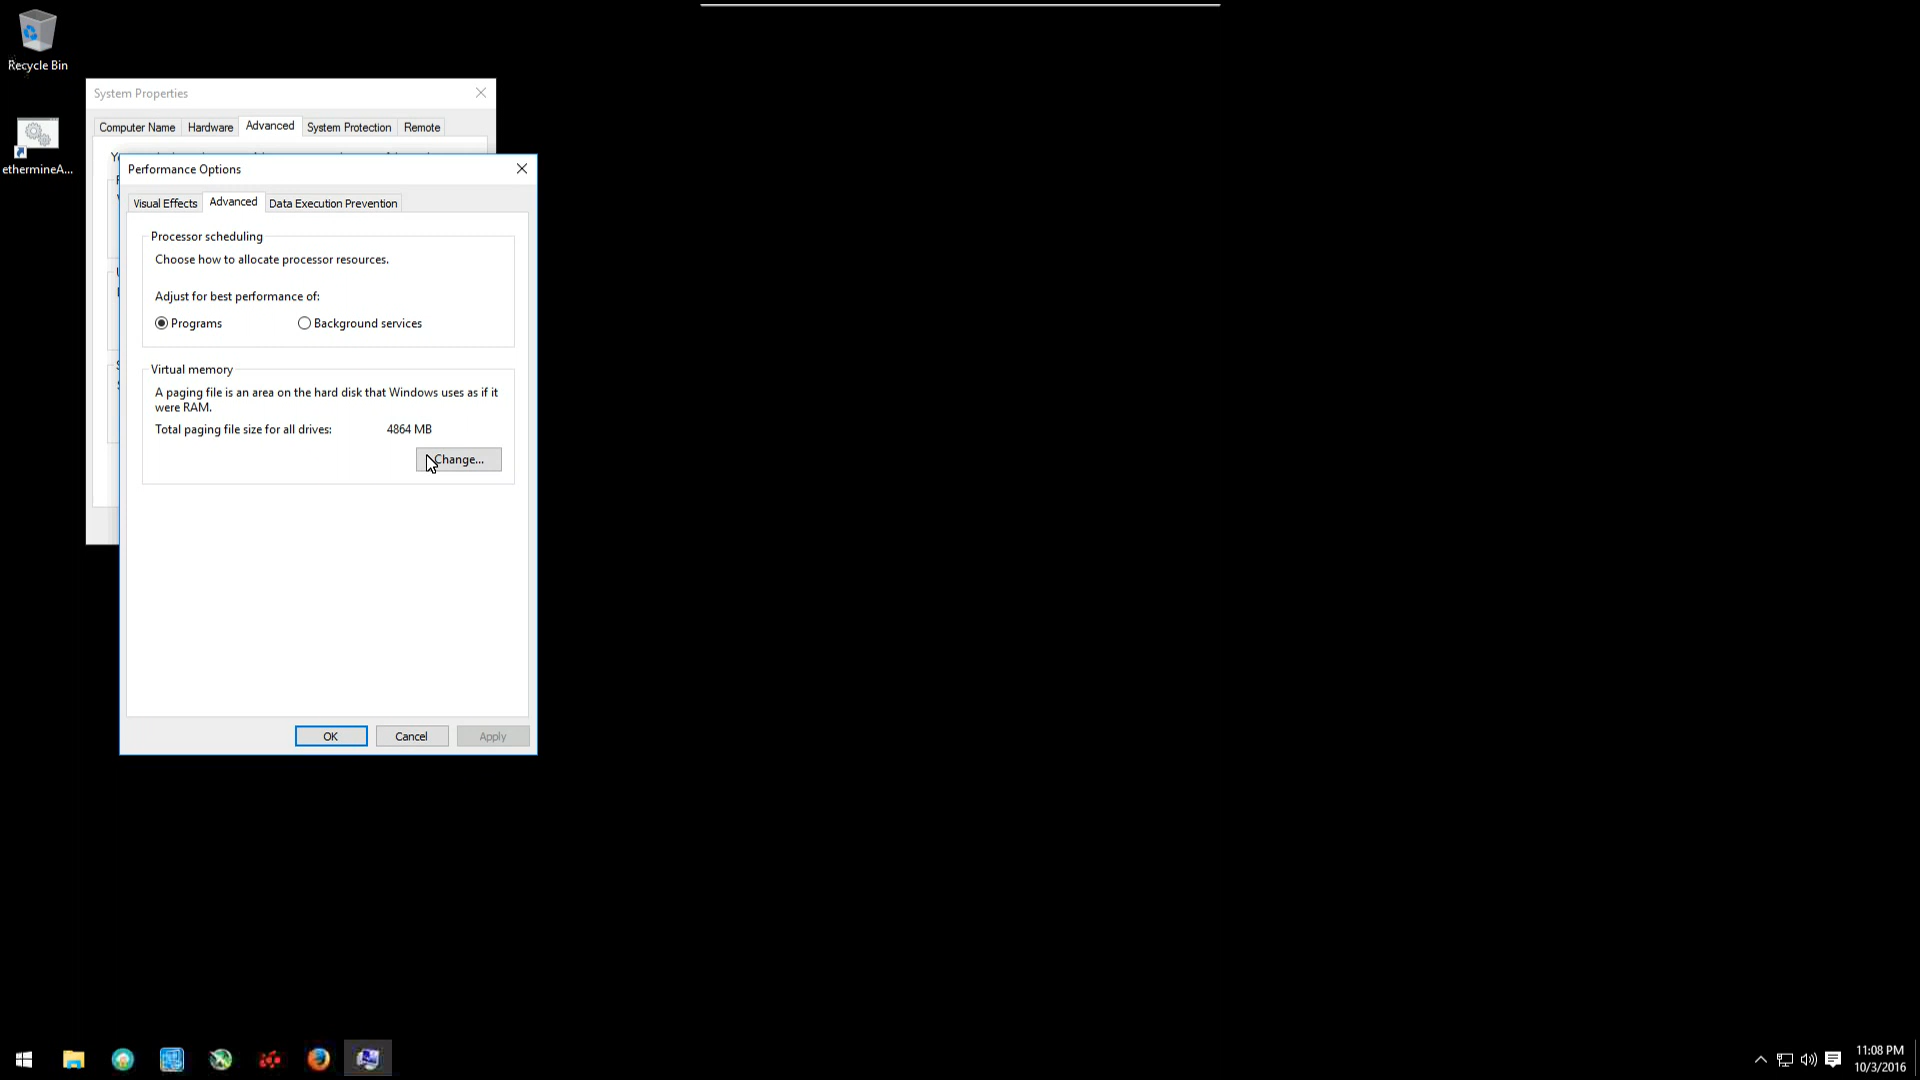 Recycle Bin
ethermineA...
System Properties
Computer Name
Hardware
Advanced
System Protection
Remote
Performance Options
Visual Effects
Advanced
Data Execution Prevention
Processor scheduling
Choose how to allocate processor resources.
Adjust for best performance of:
Programs
Background services
Virtual memory
A paging file is an area on the hard disk that Windows uses as if it
were RAM.
Total paging file size for all drives:
4864 MB
Change...
OK
Cancel
Apply
11:08 PM
10/3/2016